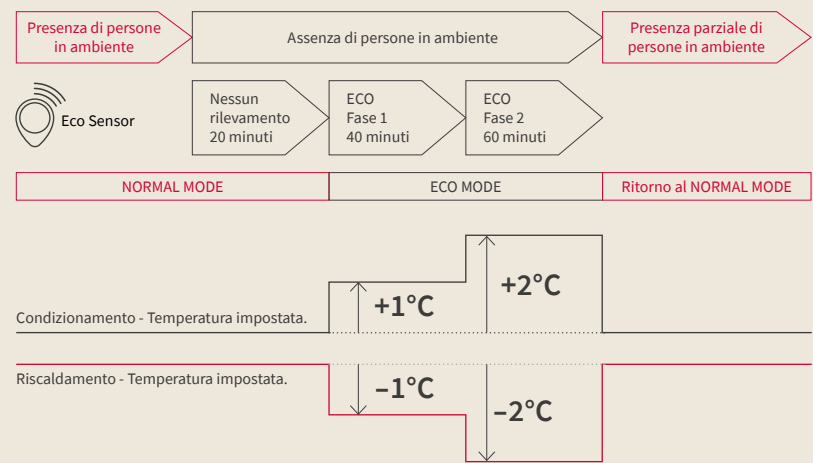 Presenza di persone
in ambiente
Assenza di persone in ambiente
Presenza parziale di
persone in ambiente
Eco Sensor
Nessun
rilevamento
20 minuti
ECO
Fase 1
40 minuti
ECO
Fase 2
60 minuti
NORMAL MODE
ECO MODE
Ritorno al NORMAL MODE
+1°C
+2°C
Condizionamento - Temperatura impostata.
Riscaldamento - Temperatura impostata.
–1°C
–2°C